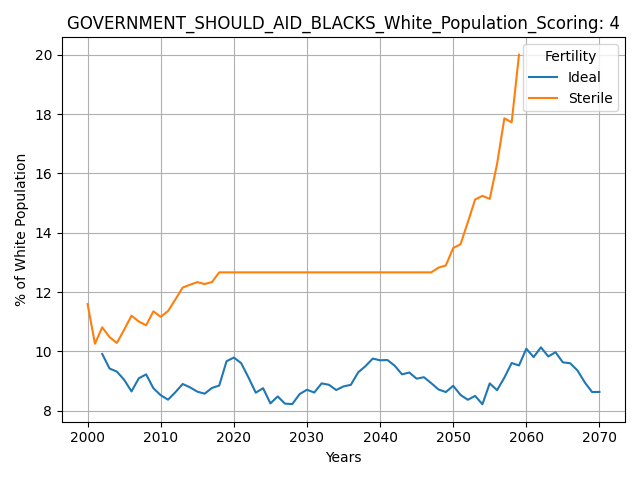 GOVERNMENT_SHOULD_AID_BLACKS_White_Population_Scoring: 4
Fertility
Ideal
Sterile
% of White Population
20
18
16
14
12
10
8
2000 2010 2020 2030 2040 2050 2060 2070
Years